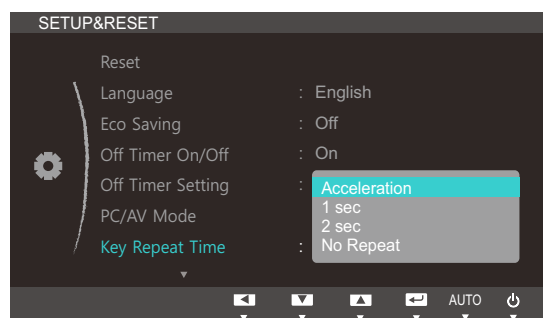 SETUP&RESET
Reset
Language : English
Eco Saving : Off
Off Timer On/Off : On
Off Timer Setting :
PC/AV Mode
Key Repeat Time :
Acceleration
1 sec
2 sec
No Repeat
AUTO